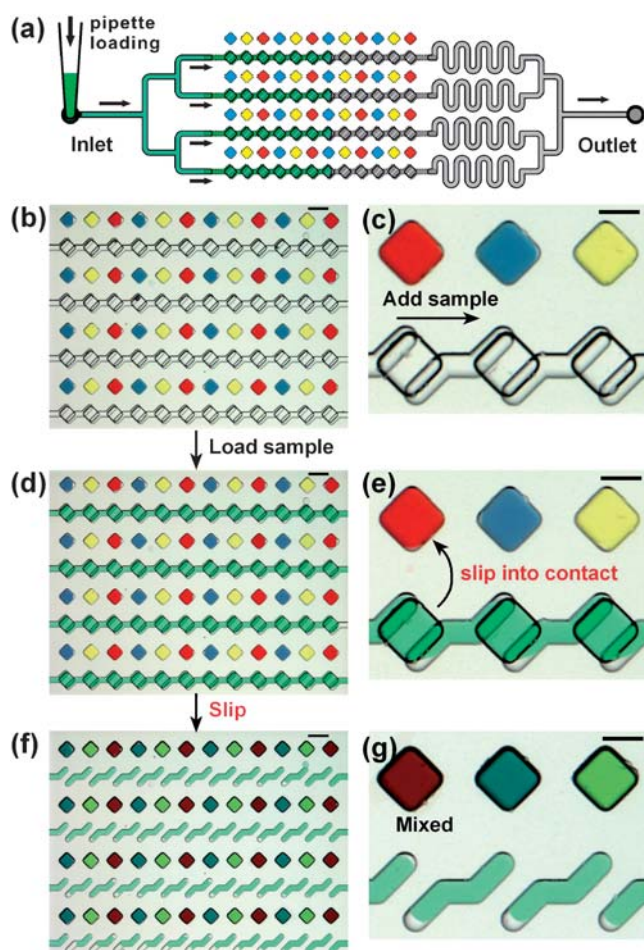 (a)
pipette
loading
Inlet
Outlet
(b)
(c)
Add sample
Load sample
(d)
(e)
slip into contact
Slip
(f)
(g)
Mixed